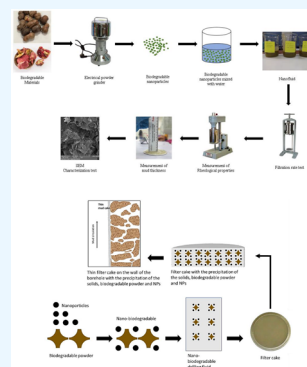 Biodegradable
Materials
Electrical powder
grinder
Biodegradable
nanoparticles
Biodegradable
nanoparticles mixed
with water
Nanofluid
SEM
Characterization test
Measurement of
mud thickness
Measurement of
Rheological properties
Filtration rate test
Thin filter cake on the wall of the
borehole with the precipitation of
the solids, biodegradable powder
and NPs
Filter cake with the precipitation of
the solids, biodegradable powder
and NPs
Nanoparticles
Nano-biodegradable
Biodegradable powder
Nano-
biodegradable
Filter cake